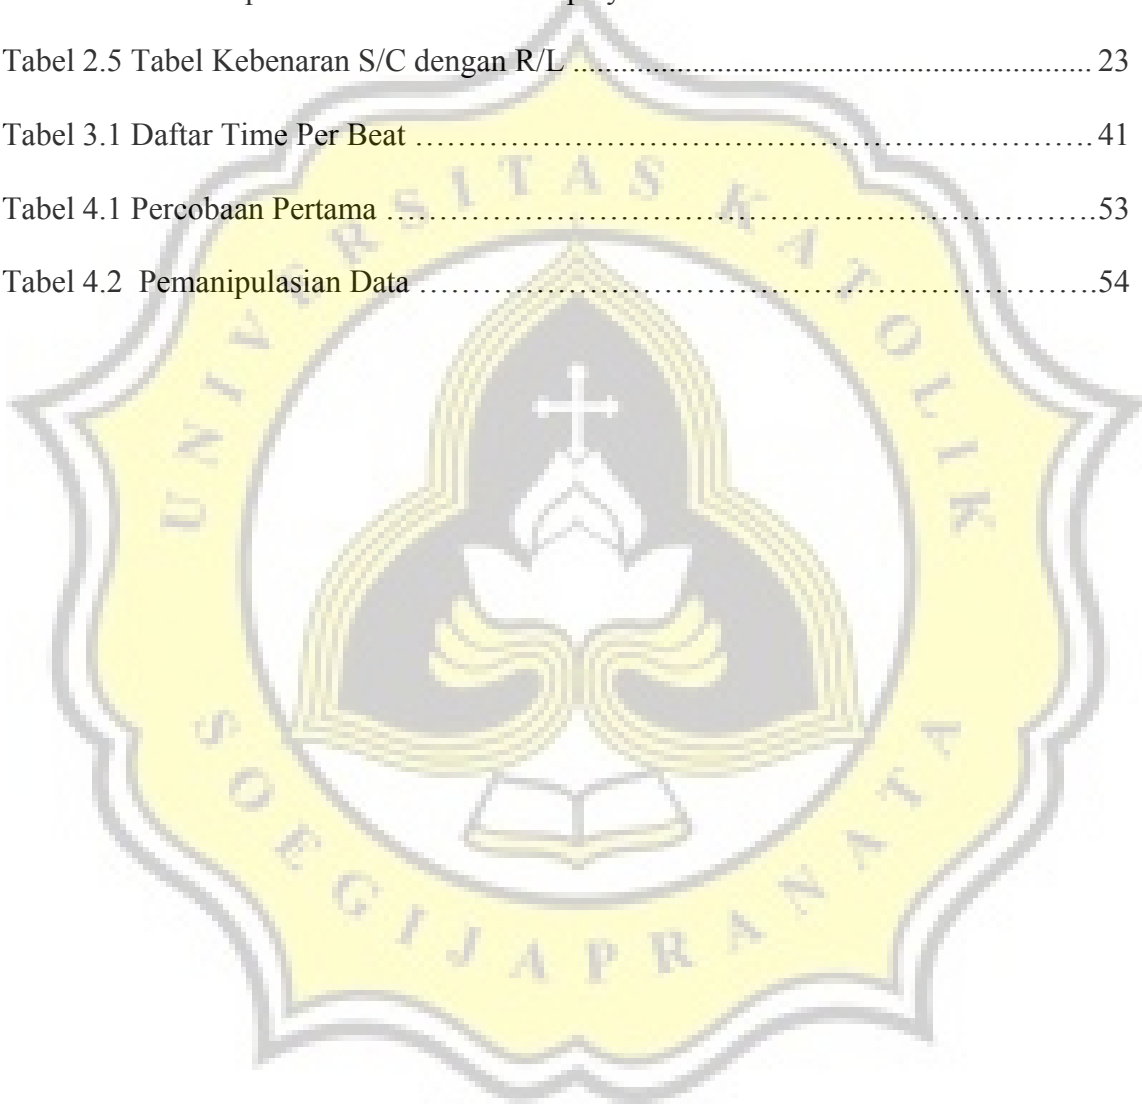 Tabel 2.5 Tabel Kebenaran S/C dengan R/L ........................................................................ 23
Tabel 3.1 Daftar Time Per Beat ………………………………………………………. 41
Tabel 4.1 Percobaan Pertama …………………………………………………………53
Tabel 4.2  Pemanipulasian Data ………………………………………………………54
UNIVERSITAS KATOLIK
SOEGIJAPRANATA